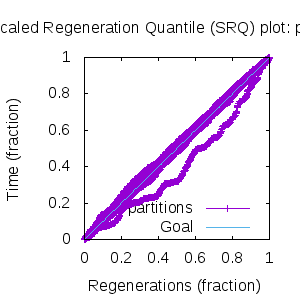 caled Regeneration Quantile (SRQ) plot: p
1
0.8
0.6
0.4
0.2
0
Time (fraction)
partitions
Goal
0 0.2 0.4 0.6 0.8 1
Regenerations (fraction)